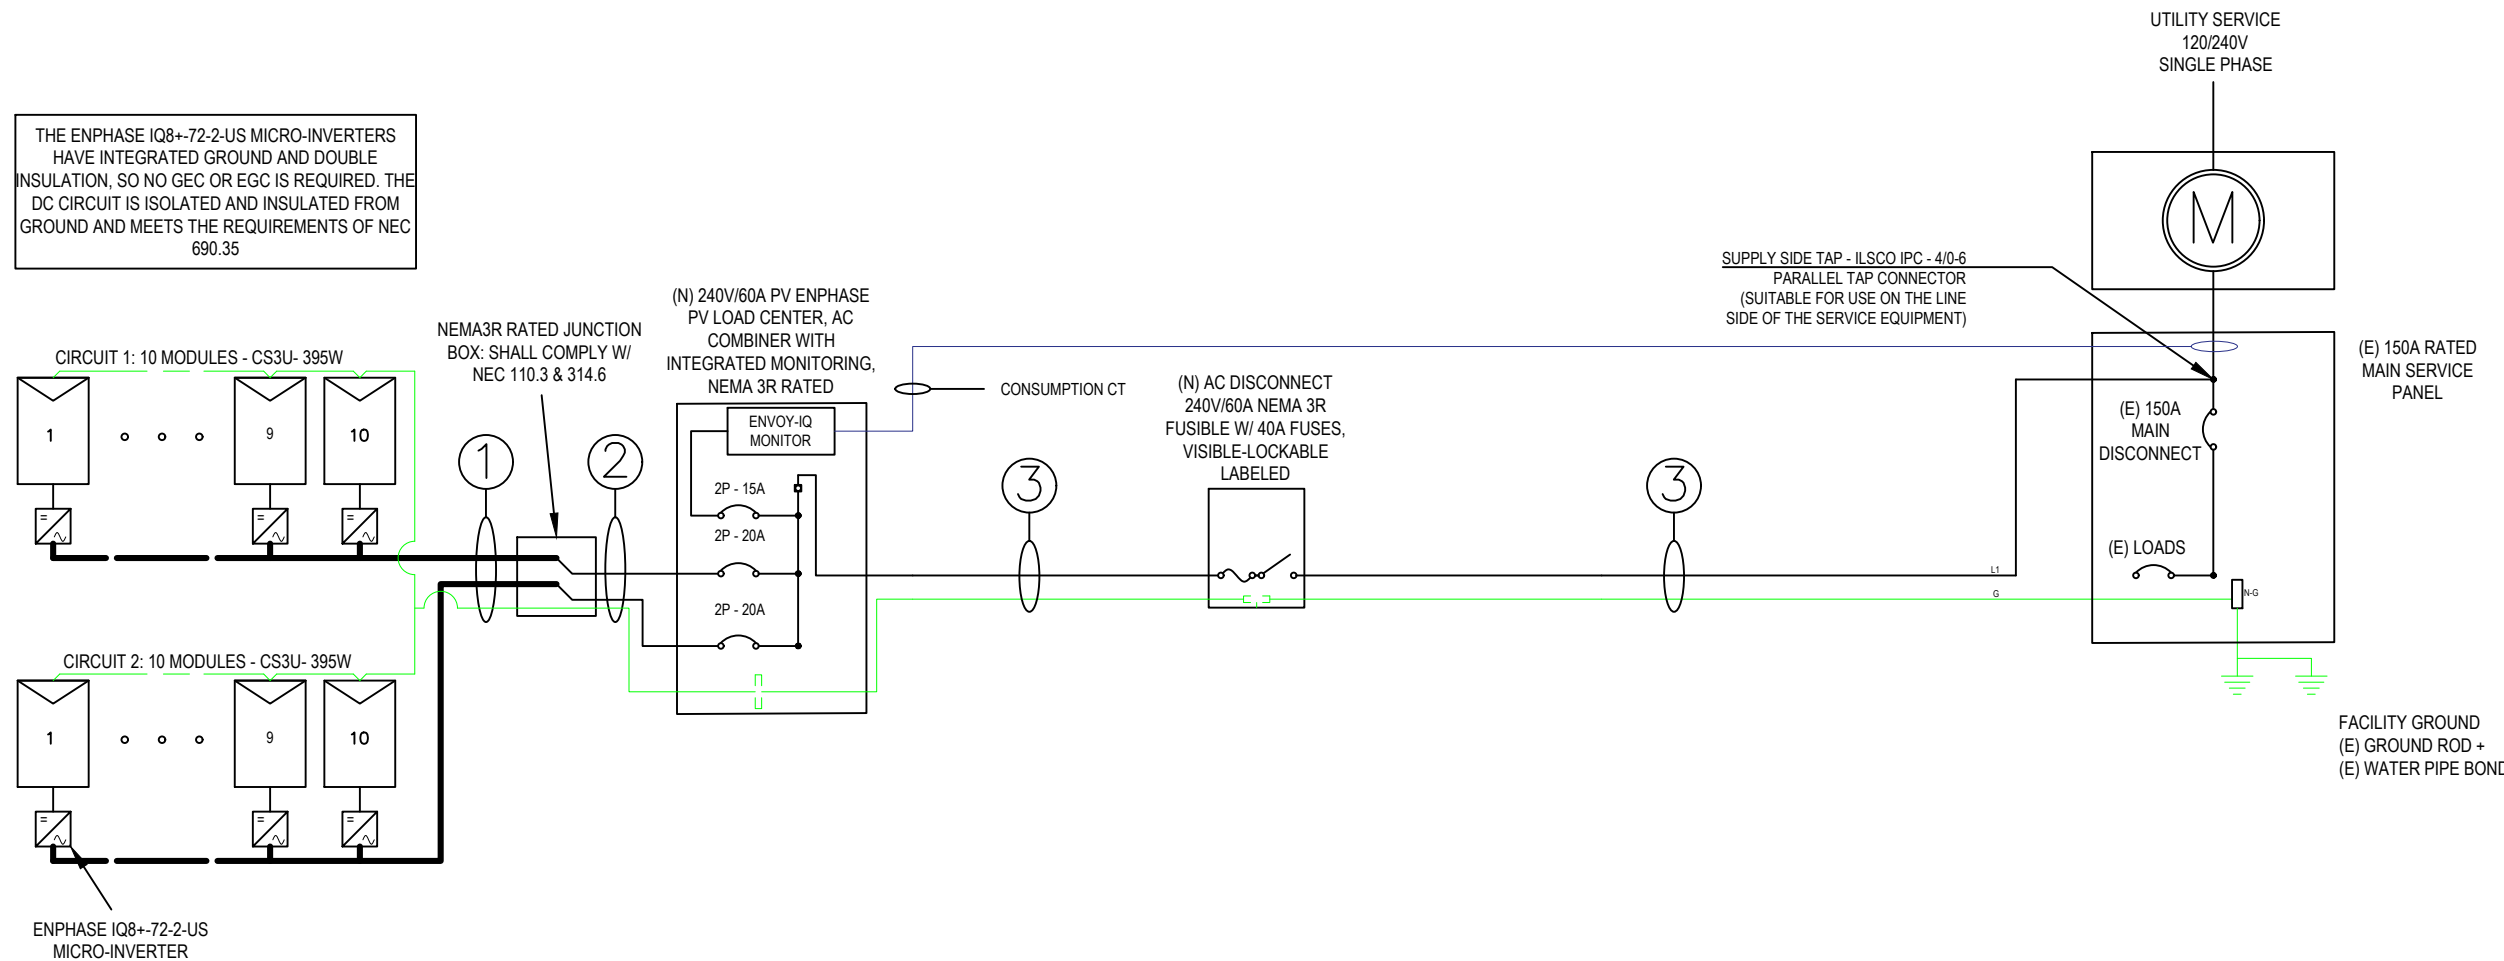 UTILITY SERVICE
120/240V
SINGLE PHASE
THE ENPHASE IQ8+-72-2-US MICRO-INVERTERS
HAVE INTEGRATED GROUND AND DOUBLE
INSULATION, SO NO GEC OR EGC IS REQUIRED. THE
DC CIRCUIT IS ISOLATED AND INSULATED FROM
GROUND AND MEETS THE REQUIREMENTS OF NEC
690.35
M
SUPPLY SIDE TAP - ILSCO IPC - 4/0-6
PARALLEL TAP CONNECTOR
(SUITABLE FOR USE ON THE LINE
SIDE OF THE SERVICE EQUIPMENT)
(N) 240V/60A PV ENPHASE
PV LOAD CENTER, AC
COMBINER WITH
INTEGRATED MONITORING,
NEMA 3R RATED
NEMA3R RATED JUNCTION
BOX: SHALL COMPLY W/
NEC 110.3 & 314.6
CIRCUIT 1: 10 MODULES - CS3U- 395W
1
9
10
CONSUMPTION CT
(N) AC DISCONNECT
240V/60A NEMA 3R
FUSIBLE W/ 40A FUSES,
VISIBLE-LOCKABLE
LABELED
(E) 150A RATED
MAIN SERVICE
PANEL
(E) 150A
MAIN
DISCONNECT
ENVOY-IQ
MONITOR
1
2
3
3
2P - 15A
2P - 20A
2P - 20A
(E) LOADS
L1
G
N-G
CIRCUIT 2: 10 MODULES - CS3U- 395W
1
9
10
FACILITY GROUND
(E) GROUND ROD +
(E) WATER PIPE BOND
ENPHASE IQ8+-72-2-US
MICRO-INVERTER